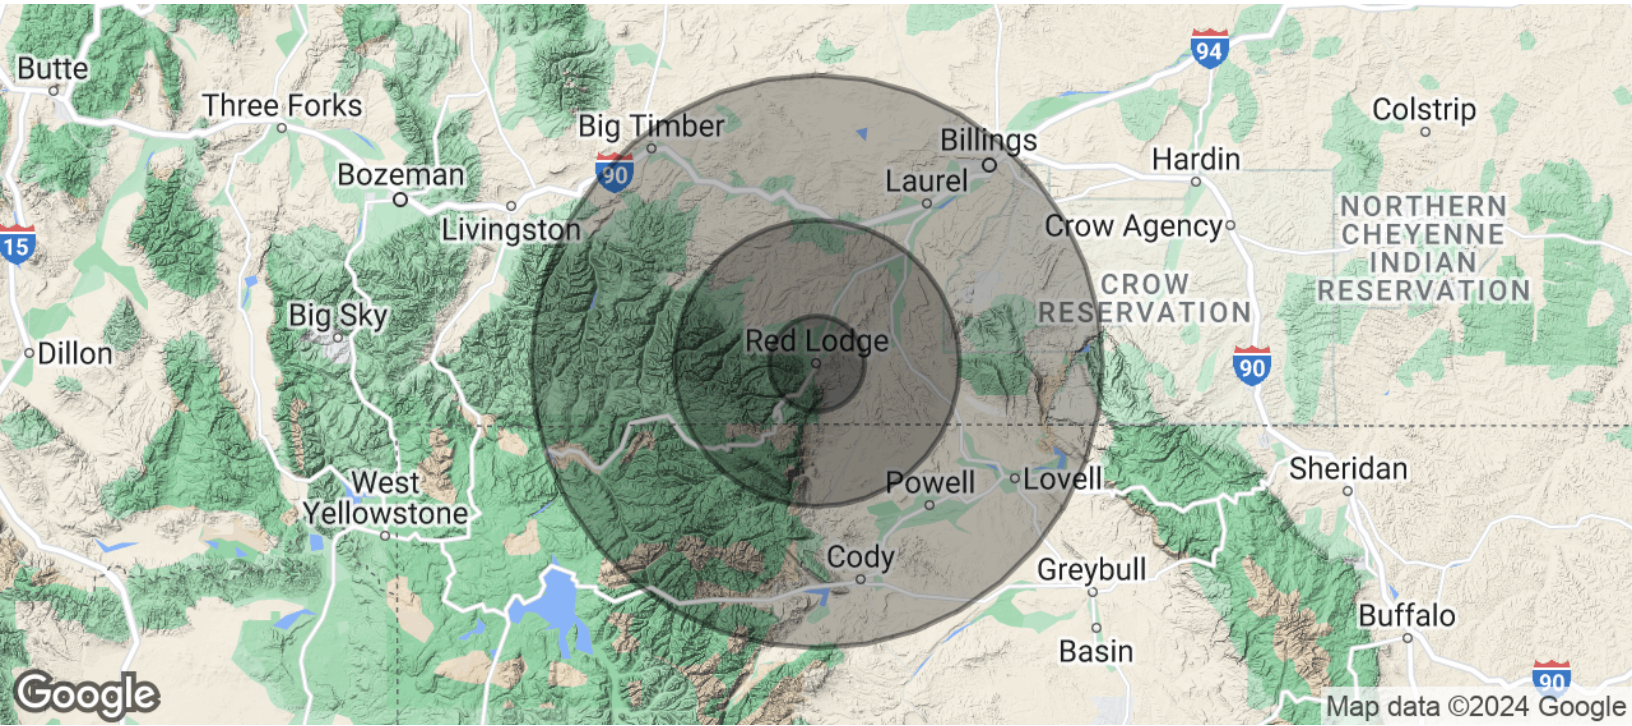 94
Butte
Three Forks
Colstrip
Big Timber
Billings
Hardin
90
Bozeman
Laurel
NORTHERN
CHEYENNE
INDIAN
RESERVATION
Livingston
Crow Agency
15
CROW
RESERVATION
Big Sky
Red Lodge
Dillon
90
West
Yellowstone
Powell
Lovell
Sheridan
Cody
Greybull
Buffalo
Basin
90
Google
Map data ©2024 Google